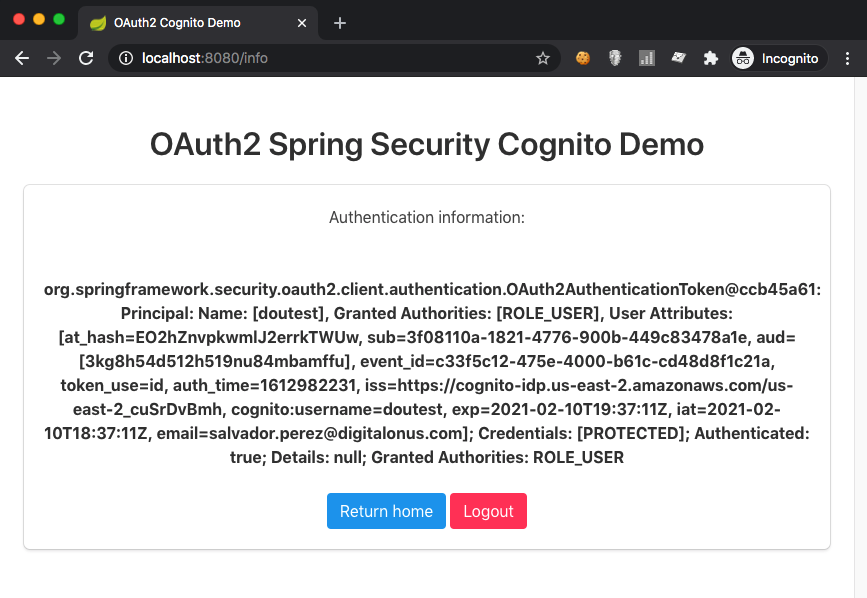 OAuth2 Cognito Demo
localhost:8080/info
Incognito
OAuth2 Spring Security Cognito Demo
Authentication information:
org.springframework.security.oauth2.client.authentication.OAuth2AuthenticationToken@ccb45a61:
Principal: Name: [doutest], Granted Authorities: [ROLE_USER], User Attributes:
[at_hash=EO2hZnvpkwmlJ2errkTWUw, sub=3f08110a-1821-4776-900b-449c83478a1e, aud=
[3kg8h54d512h519nu84mbamffu], event_id=c33f5c12-475e-4000-b61c-cd48d8f1c21a,
token_use=id, auth_time=1612982231, iss=https://cognito-idp.us-east-2.amazonaws.com/us-
east-2_cuSrDvBmh, cognito:username=doutest, exp=2021-02-10T19:37:11Z, iat=2021-02-
10T18:37:11Z, email=salvador.perez@digitalonus.com]; Credentials: [PROTECTED]; Authenticated:
true; Details: null; Granted Authorities: ROLE_USER
Return home
Logout